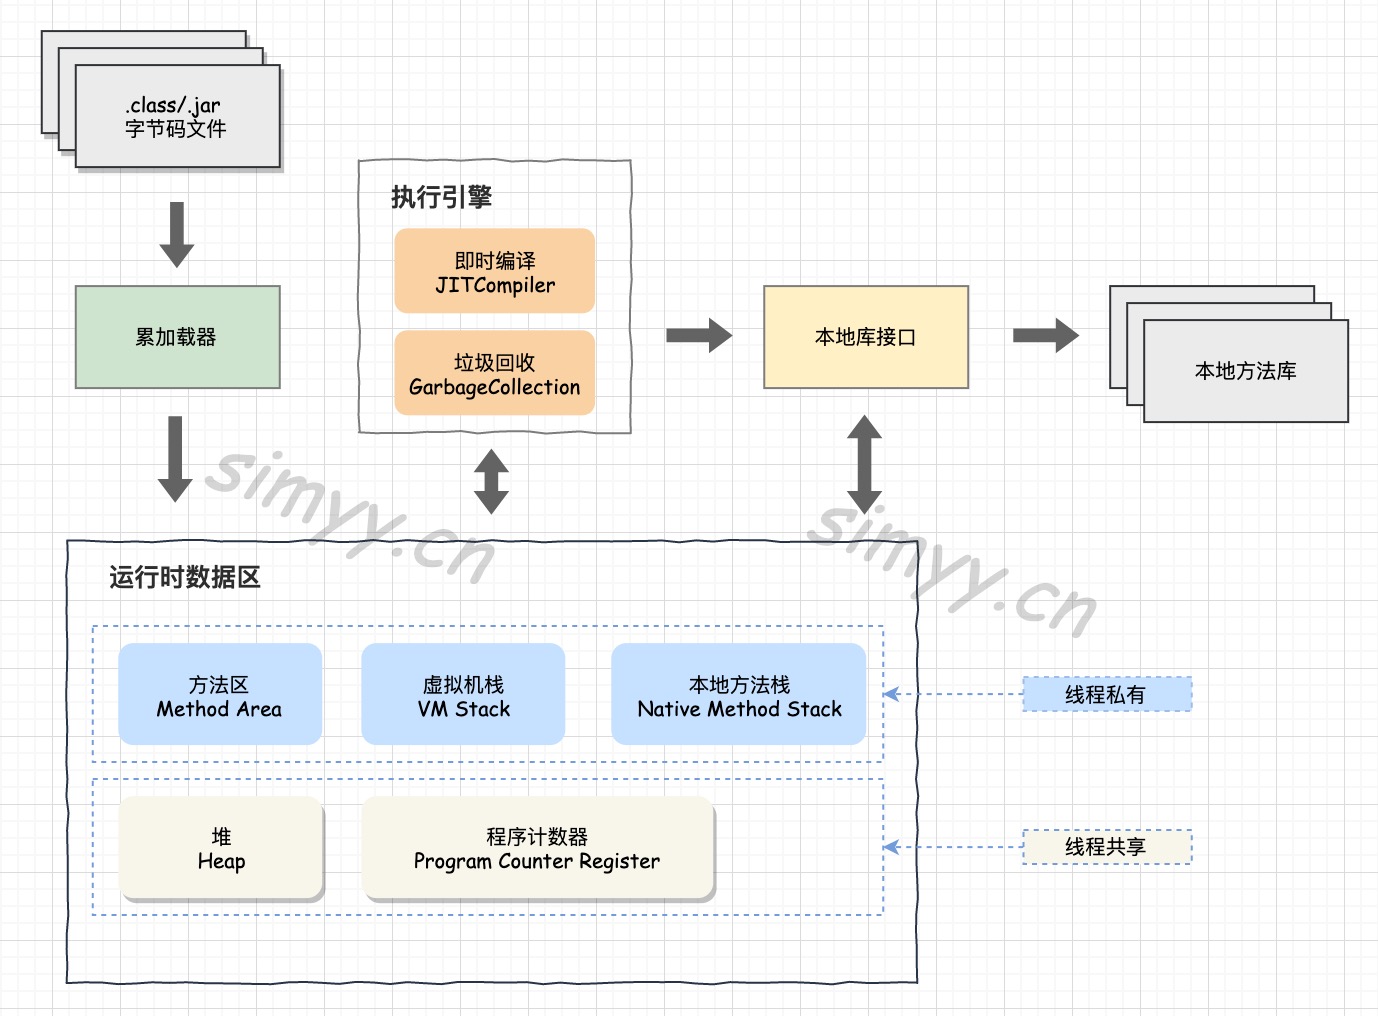 .class/.jar
字节码文件
执行引擎
即时编译
JITCompiler
累加载器
本地库接口
垃圾回收
GarbageCollection
本地方法库
simyy.cn
simyy.cn
运行时数据区
方法区
Method Area
虚拟机栈
VM Stack
本地方法栈
Native Method Stack
线程私有
堆
Heap
程序计数器
Program Counter Register
线程共享